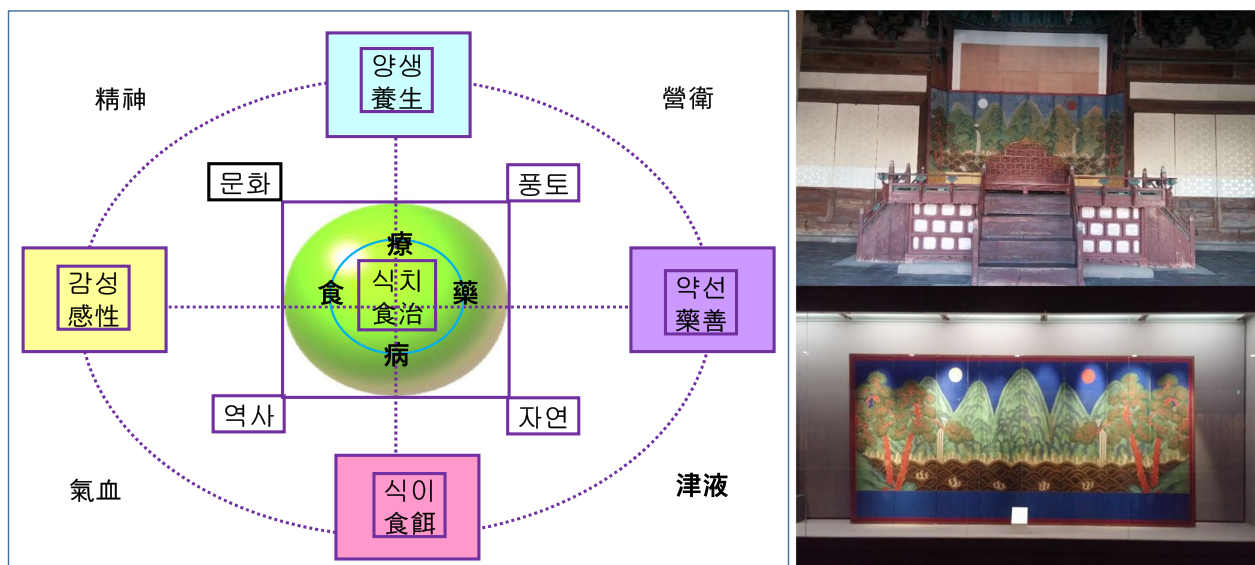 양생
養生
精神
營衛
문화
풍토
療
감성
感性
食
식치
食治
藥
약선
藥善
病
역사
자연
식이
食餌
氣血
津液